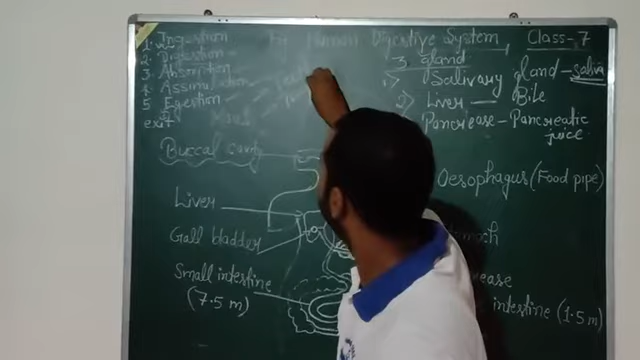 Human Digestive System
Class-7
1. Ingestion
2. Digestion
3. Absorption
4. Assimilation
5. Egestion
exit
3. gland
1) Salivary gland - saliva
2) Liver - Bile
Pancrease - Pancreatic juice
Buccal cavity
Oesophagus (Food pipe)
Liver
Gall bladder
Small intestine
(7.5 m)
intestine (1.5 m)